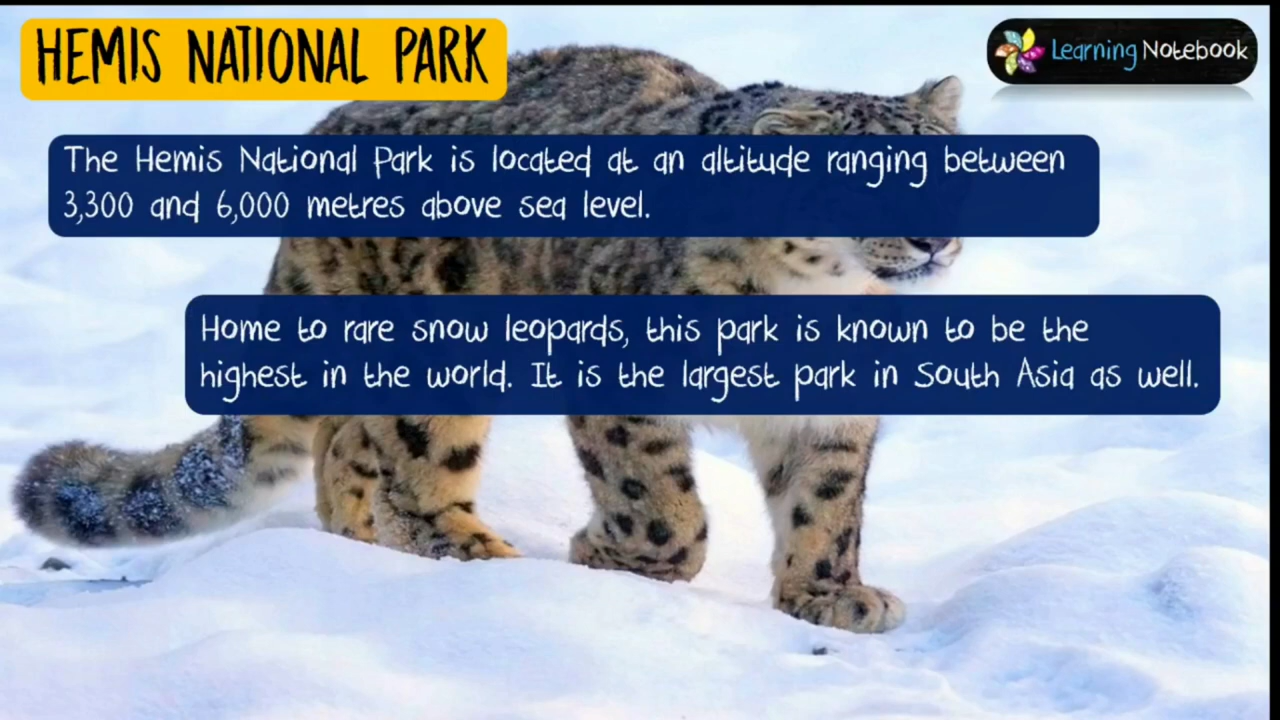 HEMIS NATIONAL PARK
Learning Notebook
The Hemis National Park is located at an altitude ranging between
3,300 and 6,000 metres above sea level.
Home to rare snow leopards, this park is known to be the
highest in the world. It is the largest park in South Asia as well.